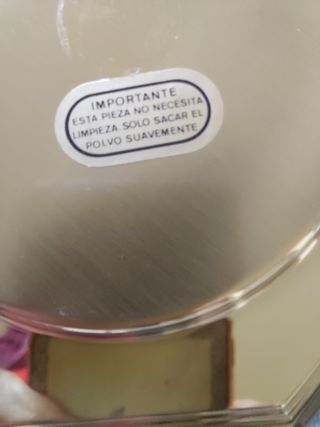 IMPORTANTE
ESTA PIEZA NO NECESITA
LIMPIEZA. SOLO SACAR EL
POLVO SUAVEMENTE